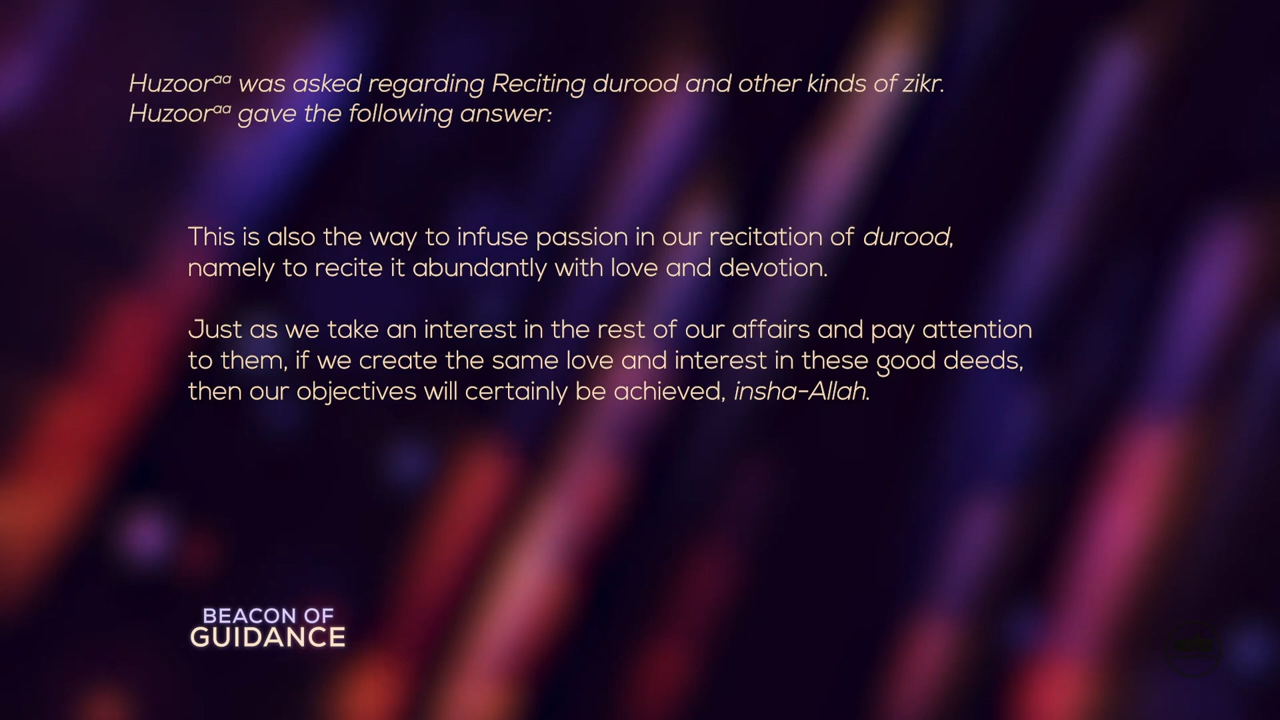 Huzoorᵃᵃ was asked regarding Reciting durood and other kinds of zikr.
Huzoorᵃᵃ gave the following answer:
This is also the way to infuse passion in our recitation of durood,
namely to recite it abundantly with love and devotion.
Just as we take an interest in the rest of our affairs and pay attention
to them, if we create the same love and interest in these good deeds,
then our objectives will certainly be achieved, insha-Allah.
BEACON OF
GUIDANCE